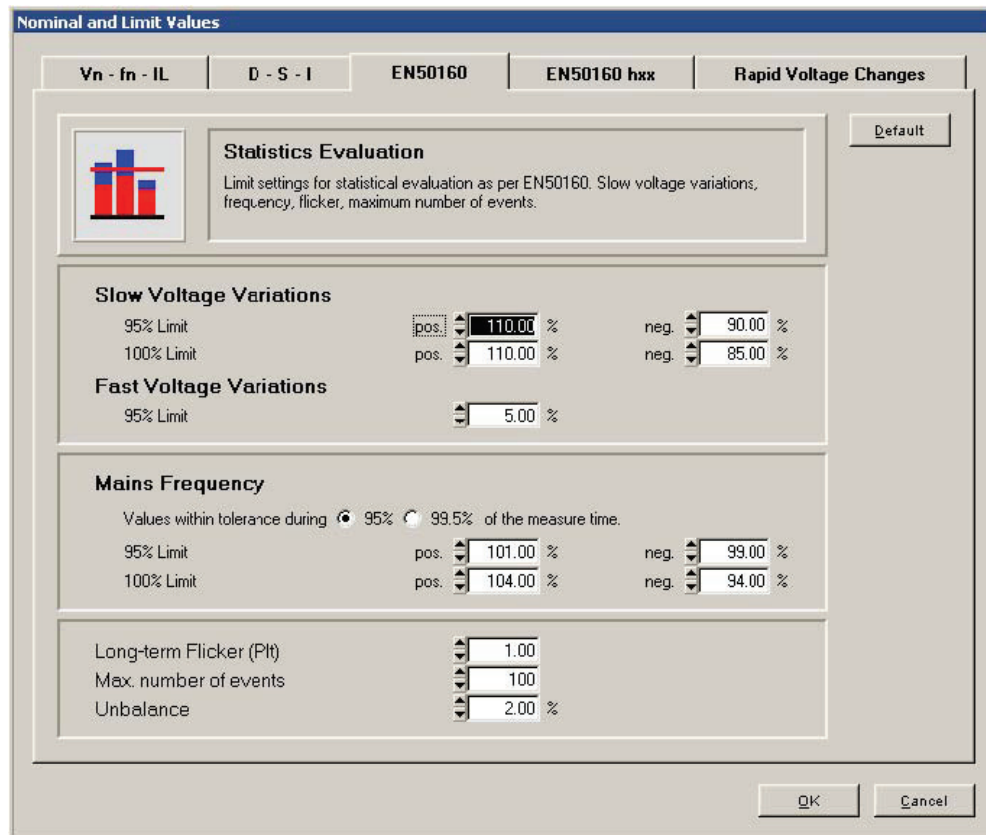 Nominal and Limit Values
Vn - fn - IL
D - S - I
EN50160
EN50160 hxx
Rapid Voltage Changes
Default
Statistics Evaluation
Limit settings for statistical evaluation as per EN50160. Slow voltage variations,
frequency, flicker, maximum number of events.
Slow Voltage Variations
95% Limit pos. 110.00 % neg. 90.00 %
100% Limit pos. 110.00 % neg. 85.00 %
Fast Voltage Variations
95% Limit 5.00 %
Mains Frequency
Values within tolerance during 95% 99.5% of the measure time.
95% Limit pos. 101.00 % neg. 99.00 %
100% Limit pos. 104.00 % neg. 94.00 %
Long-term Flicker (Plt) 1.00
Max. number of events 100
Unbalance 2.00 %
OK
Cancel